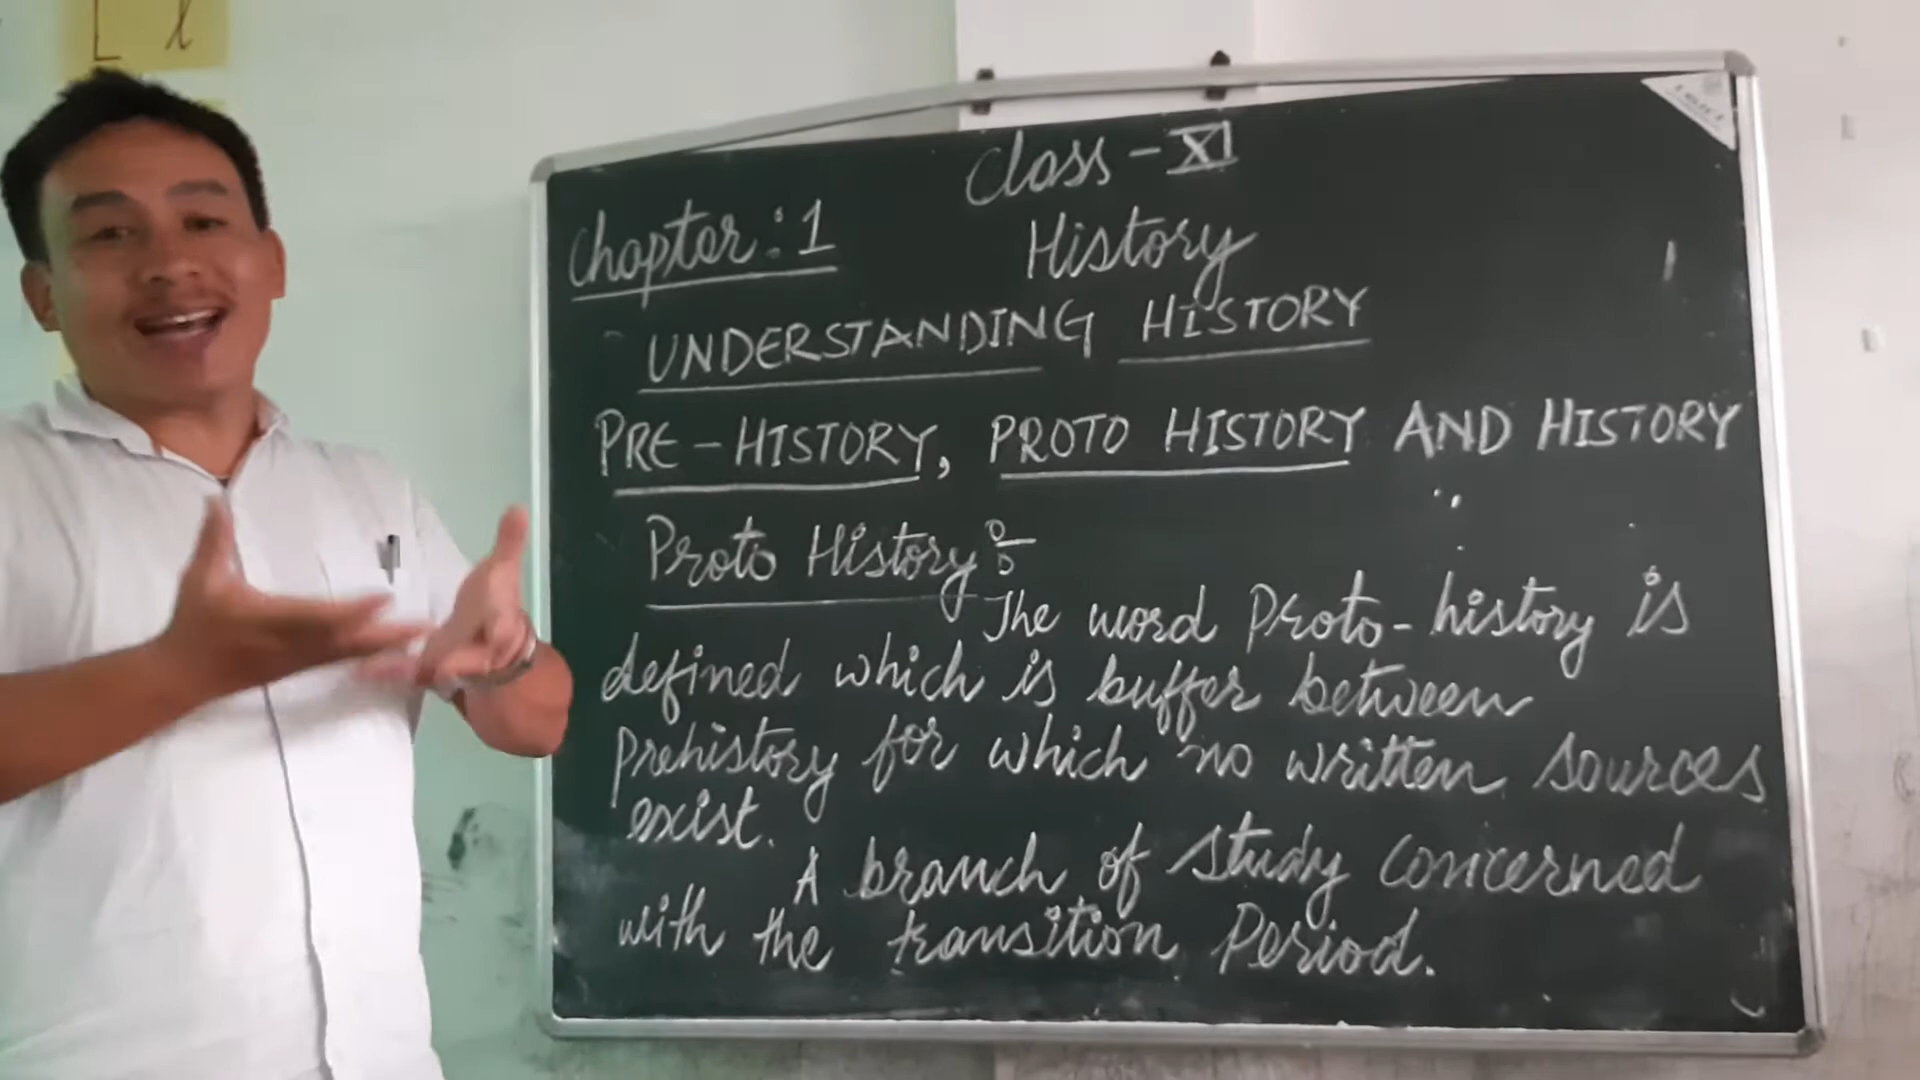 Class - XI
Chapter : 1
History
UNDERSTANDING HISTORY
PRE-HISTORY, PROTO HISTORY AND HISTORY
Proto History :-
The word Proto-history is
defined which is buffer between
Prehistory for which no written sources
exist.
A branch of study concerned
with the transition Period.